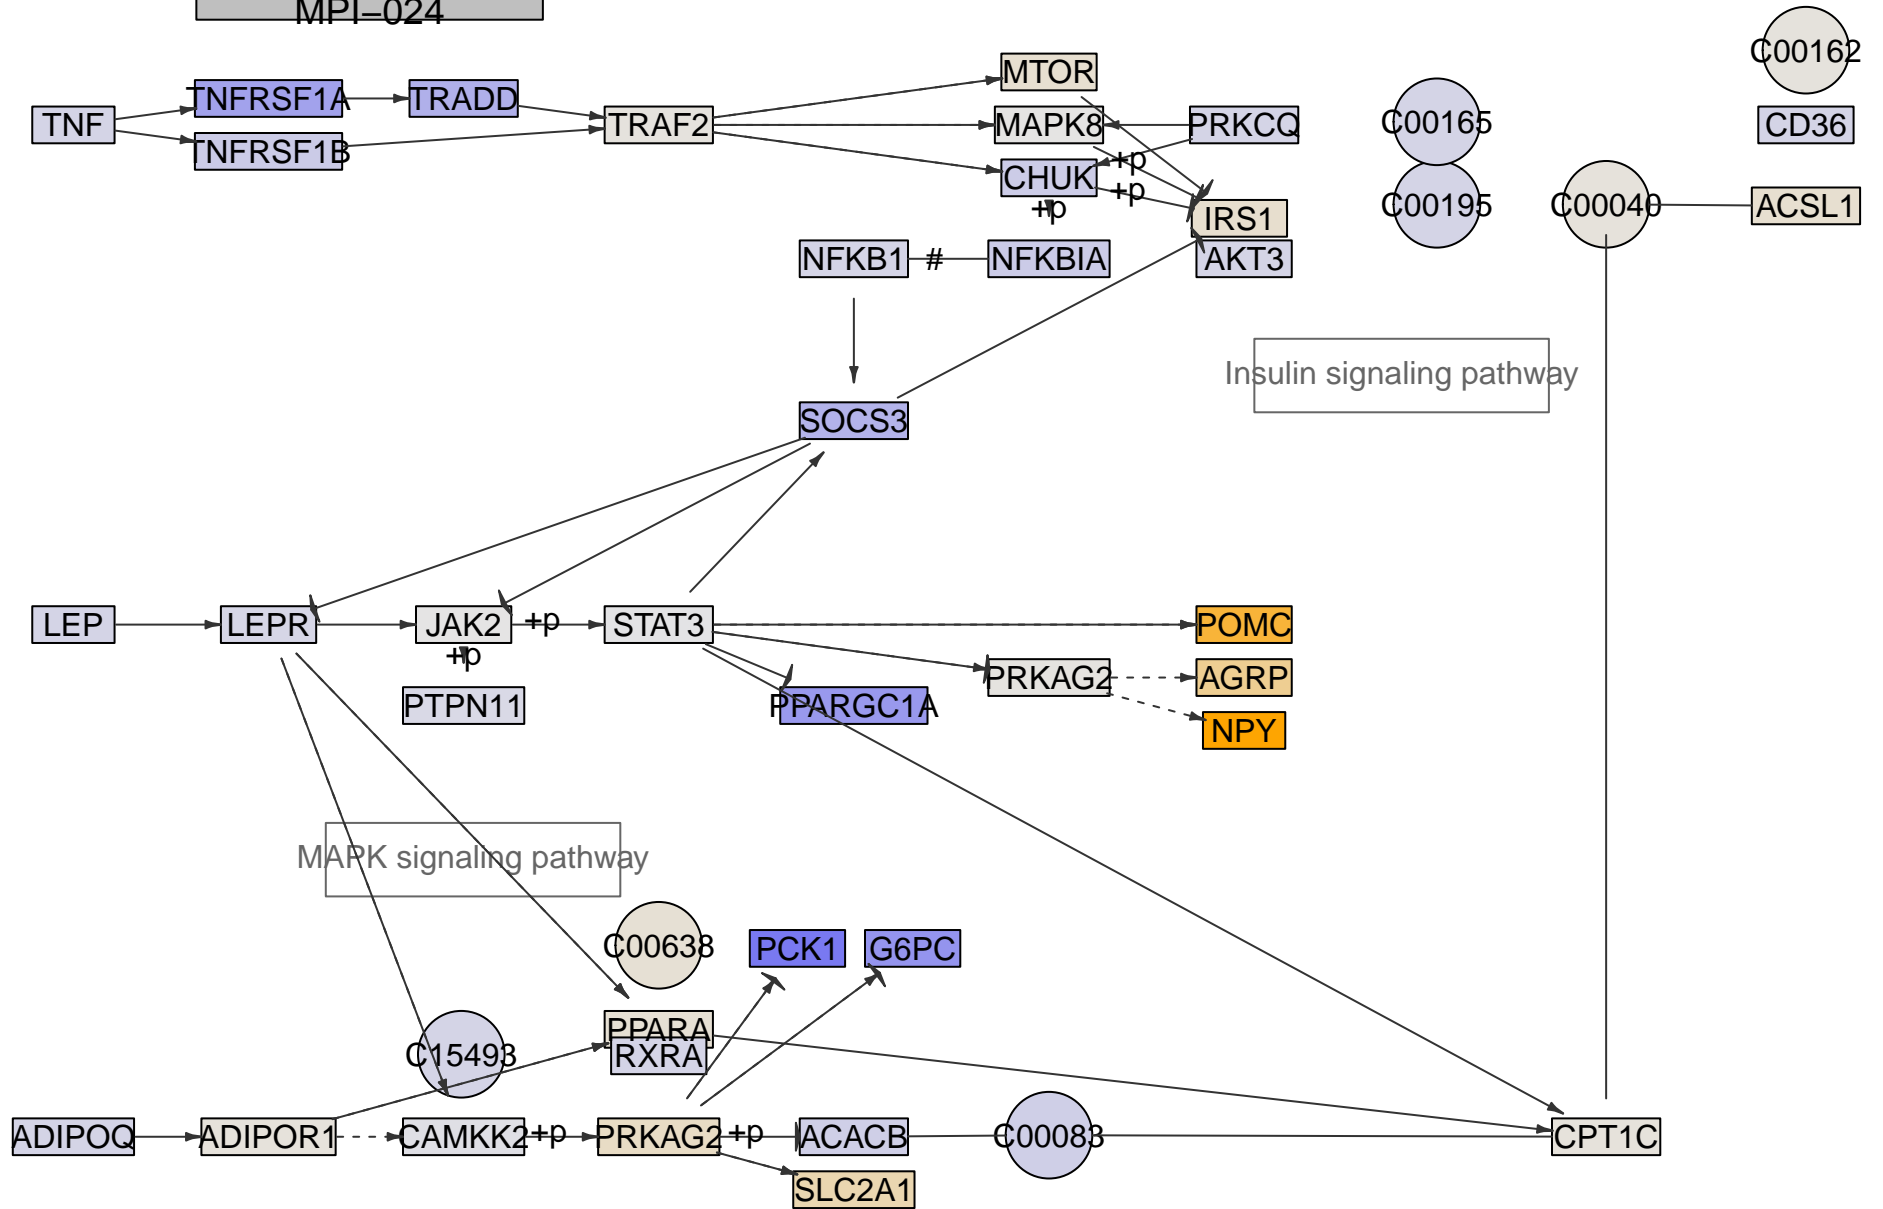 MPI−024
C00162
MTOR
TNFRSF1A
TRADD
TNF
TRAF2
MAPK8
PRKCQ
C00165
CD36
TNFRSF1B
+p
CHUK
+p
+p
IRS1
C00195
C00040
ACSL1
NFKB1
#
NFKBIA
AKT3
Insulin signaling pathway
SOCS3
LEP
LEPR
JAK2
+p
STAT3
POMC
+p
PRKAG2
AGRP
PTPN11
PPARGC1A
NPY
MAPK signaling pathway
C00638
PCK1
G6PC
PPARA
C15493
RXRA
ADIPOQ
ADIPOR1
CAMKK2
+p
PRKAG2
+p
ACACB
C00083
CPT1C
SLC2A1